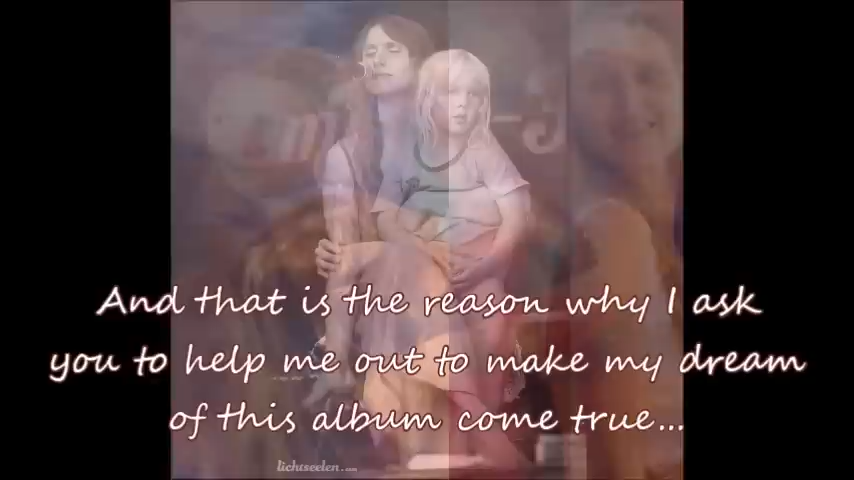 And that is the reason why I ask
you to help me out to make my dream
of this album come true...
lichtseelen.com